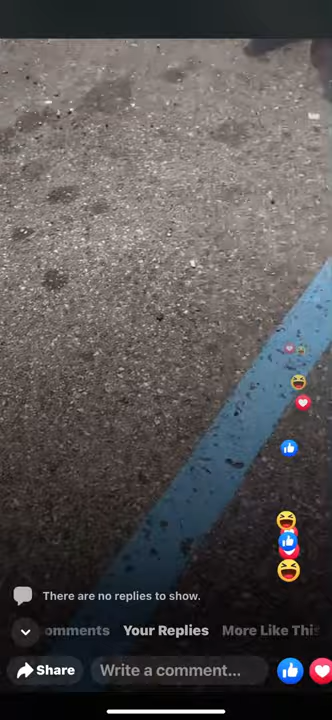 There are no replies to show.
omments Your Replies More Like This
Share Write a comment...